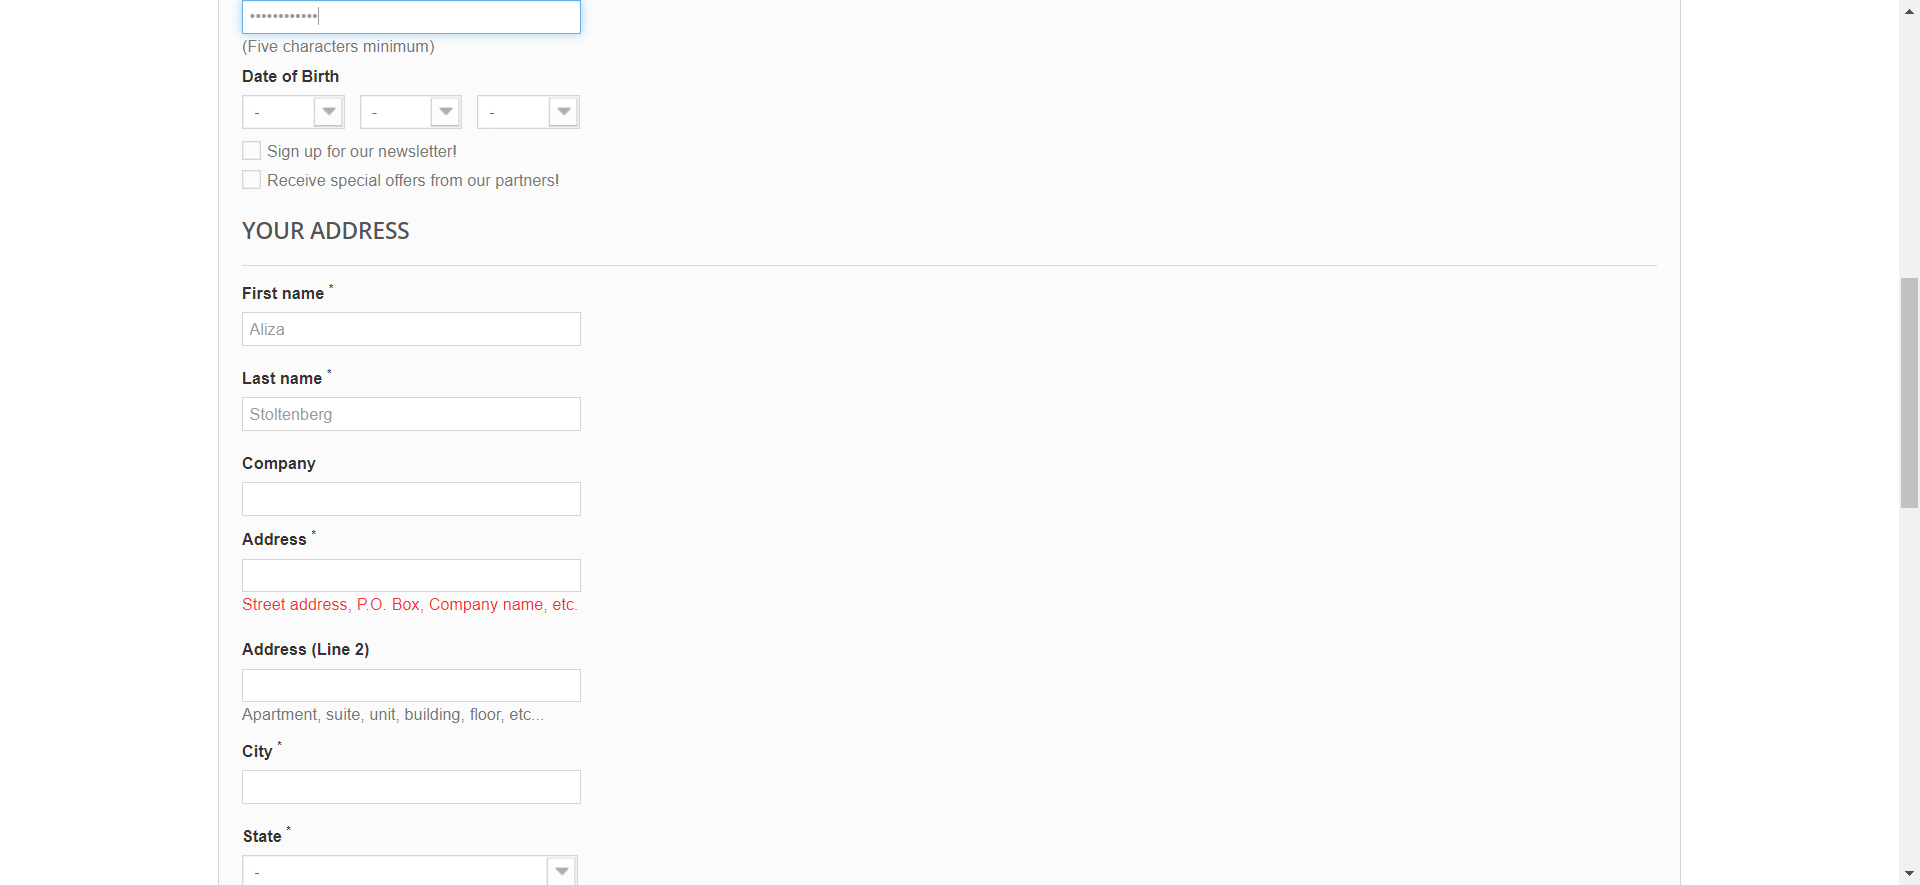 ••••••••••••
(Five characters minimum)
Date of Birth
- - -
Sign up for our newsletter!
Receive special offers from our partners!
YOUR ADDRESS
First name *
Aliza
Last name *
Stoltenberg
Company
Address *
Street address, P.O. Box, Company name, etc.
Address (Line 2)
Apartment, suite, unit, building, floor, etc...
City *
State *
-